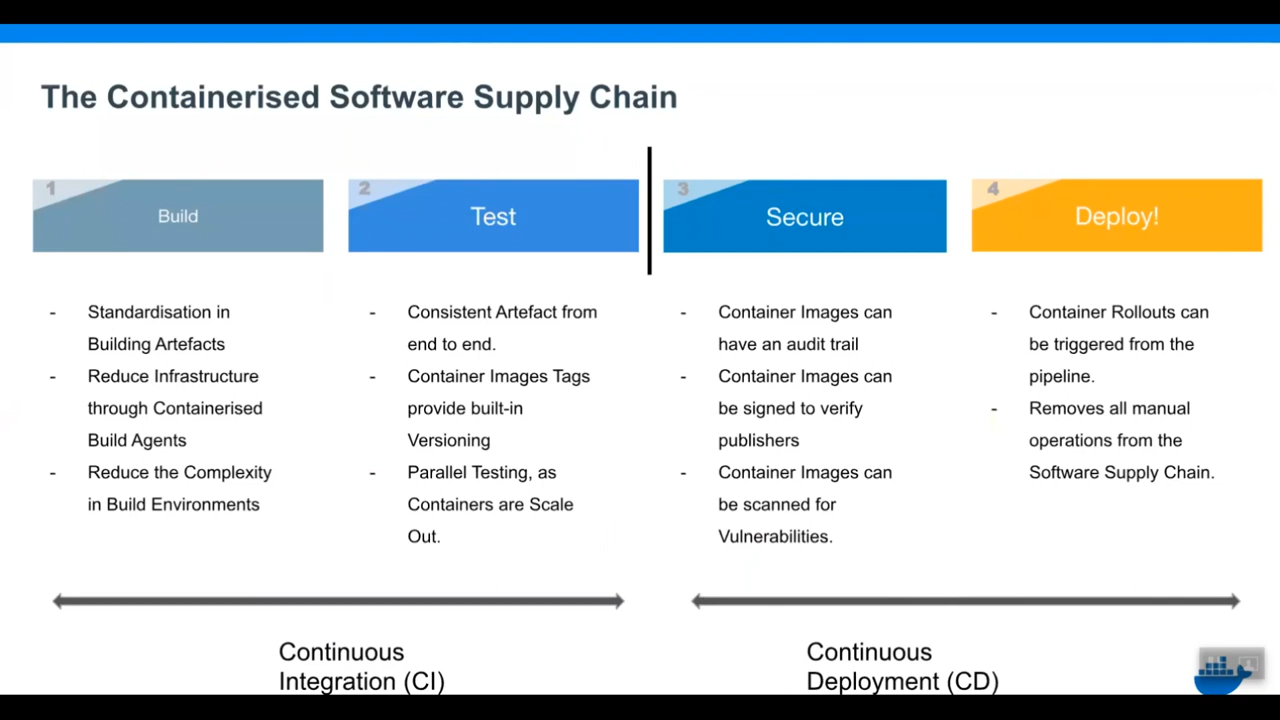 The Containerised Software Supply Chain
1
Build
2
Test
3
Secure
4
Deploy!
- Standardisation in
Building Artefacts
- Reduce Infrastructure
through Containerised
Build Agents
- Reduce the Complexity
in Build Environments
- Consistent Artefact from
end to end.
- Container Images Tags
provide built-in
Versioning
- Parallel Testing, as
Containers are Scale
Out.
- Container Images can
have an audit trail
- Container Images can
be signed to verify
publishers
- Container Images can
be scanned for
Vulnerabilities.
- Container Rollouts can
be triggered from the
pipeline.
- Removes all manual
operations from the
Software Supply Chain.
Continuous
Integration (CI)
Continuous
Deployment (CD)